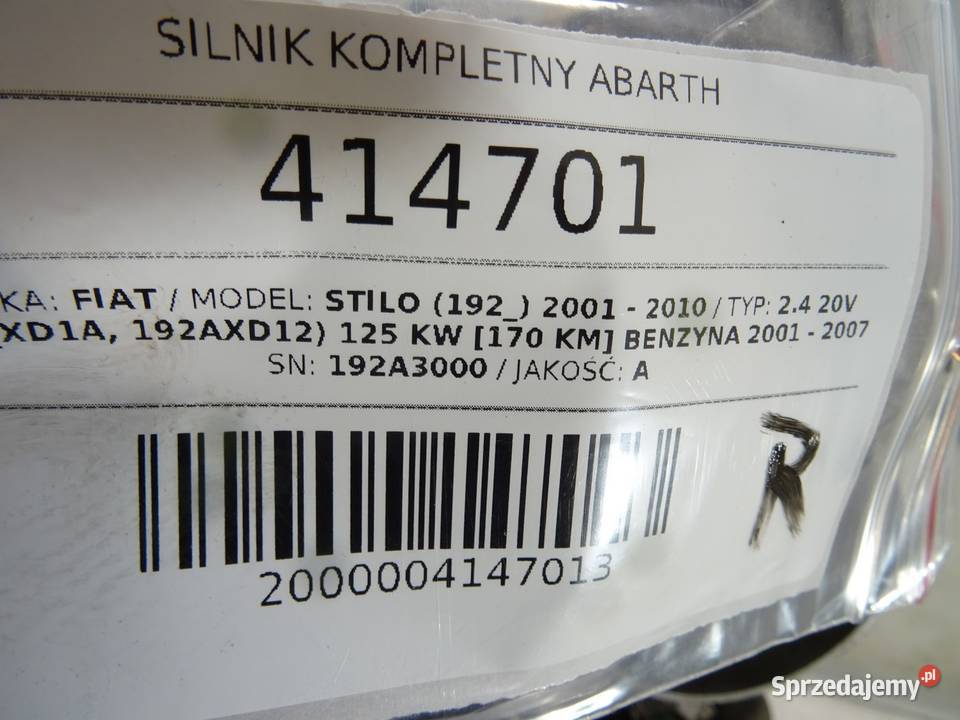 SILNIK KOMPLETNY ABARTH
414701
KA: FIAT / MODEL: STILO (192_) 2001 - 2010 / TYP: 2.4 20V
XD1A, 192AXD12) 125 KW [170 KM] BENZYNA 2001 - 2007
SN: 192A3000 / JAKOŚĆ: A
R
2000004147013
Sprzedajemy.pl